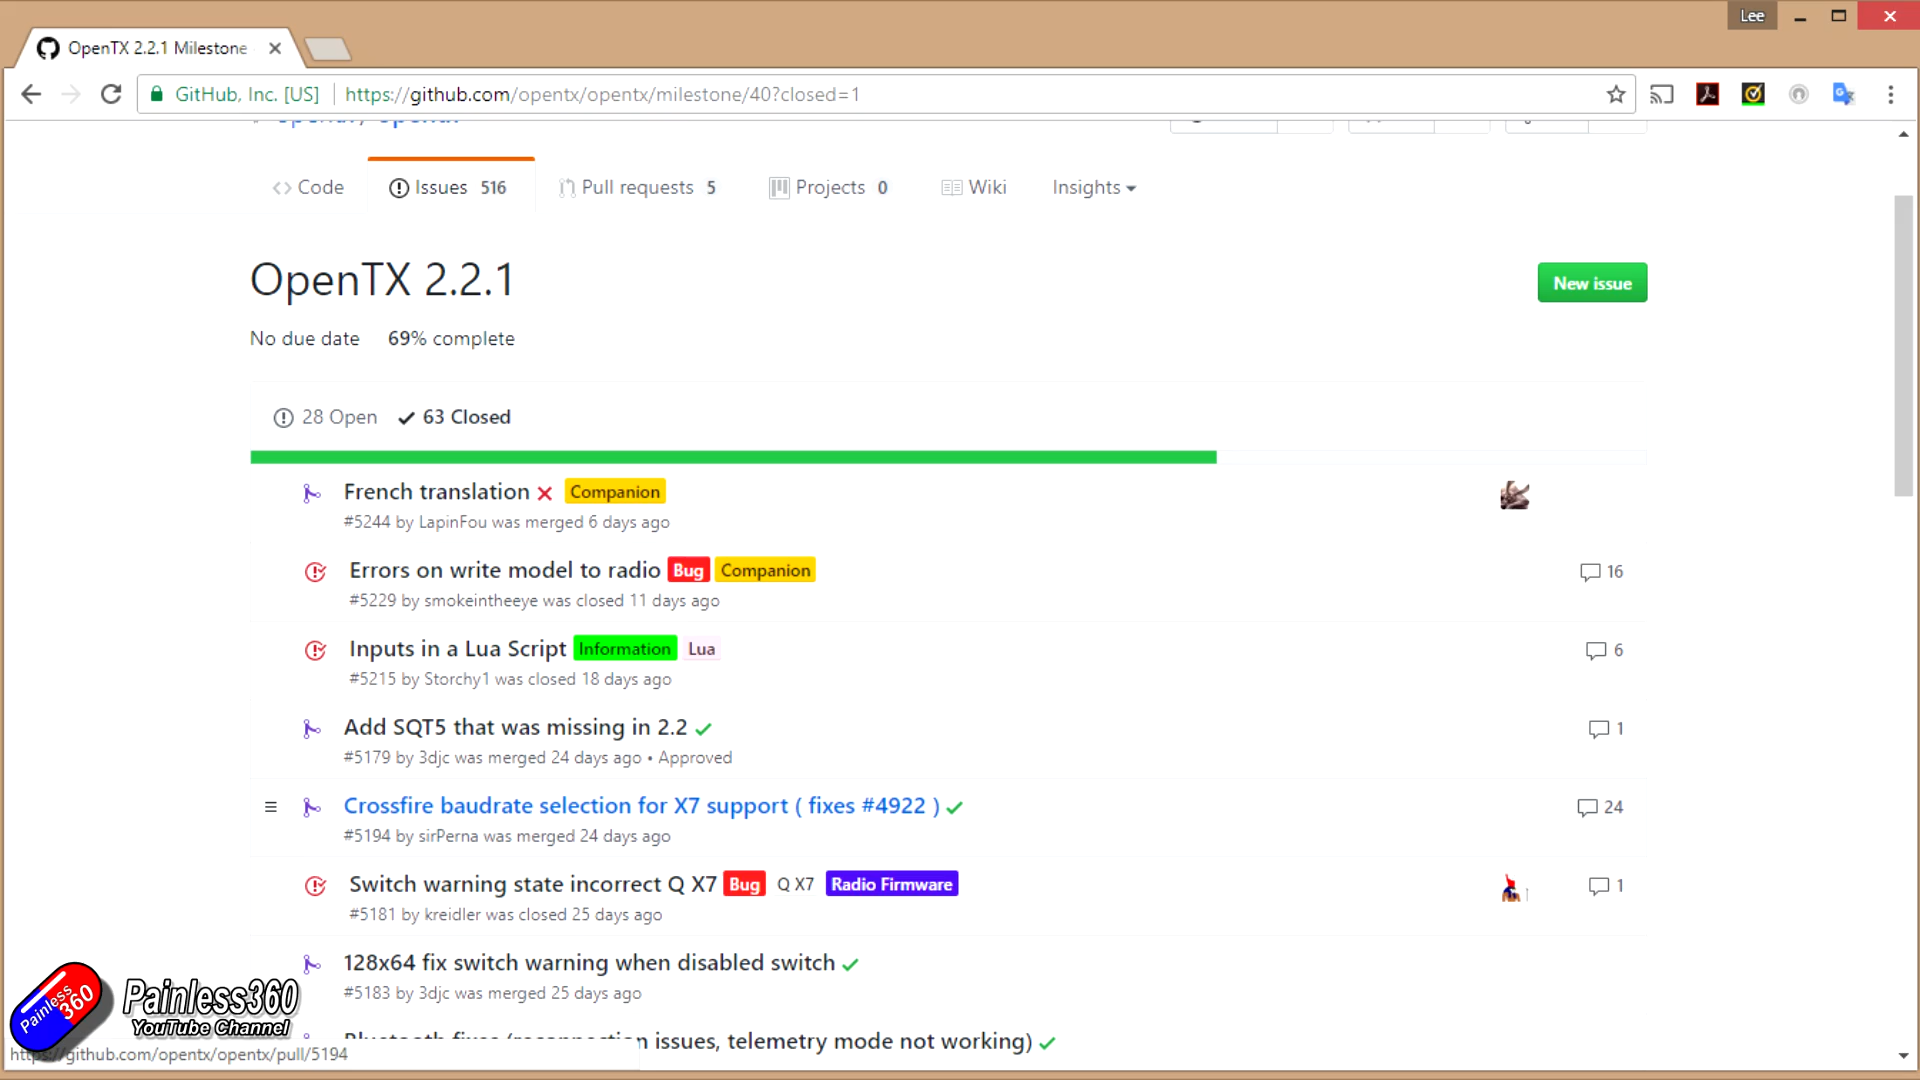 Lee
OpenTX 2.2.1 Milestone
GitHub, Inc. [US] https://github.com/opentx/opentx/milestone/40?closed=1
Code Issues 516 Pull requests 5 Projects 0 Wiki Insights
OpenTX 2.2.1
New issue
No due date 69% complete
28 Open 63 Closed
French translation Companion
#5244 by LapinFou was merged 6 days ago
Errors on write model to radio Bug Companion 16
#5229 by smokeintheeye was closed 11 days ago
Inputs in a Lua Script Information Lua 6
#5215 by Storchy1 was closed 18 days ago
Add SQT5 that was missing in 2.2 1
#5179 by 3djc was merged 24 days ago • Approved
Crossfire baudrate selection for X7 support ( fixes #4922 ) 24
#5194 by sirPerna was merged 24 days ago
Switch warning state incorrect Q X7 Bug Q X7 Radio Firmware 1
#5181 by kreidler was closed 25 days ago
128x64 fix switch warning when disabled switch
#5183 by 3djc was merged 25 days ago
issues, telemetry mode not working)
Painless 360
Painless360
YouTube Channel
https://github.com/opentx/opentx/pull/5194